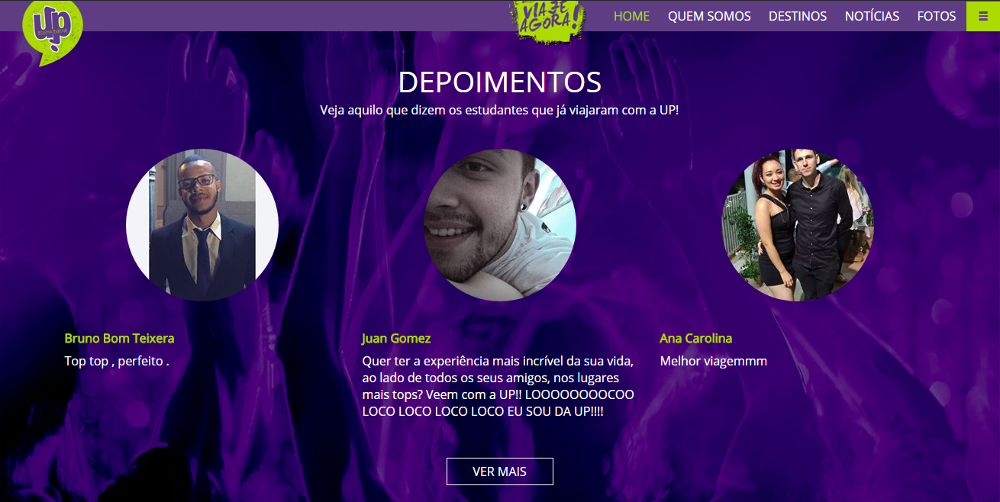 up
FORMATURAS
VIAJE
AGORA!
HOME
QUEM SOMOS
DESTINOS
NOTÍCIAS
FOTOS
DEPOIMENTOS
Veja aquilo que dizem os estudantes que já viajaram com a UP!
Bruno Bom Teixera
Top top , perfeito .
Juan Gomez
Quer ter a experiência mais incrível da sua vida,
ao lado de todos os seus amigos, nos lugares
mais tops? Veem com a UP!! LOOOOOOOOCOO
LOCO LOCO LOCO LOCO EU SOU DA UP!!!!
Ana Carolina
Melhor viagemmm
VER MAIS